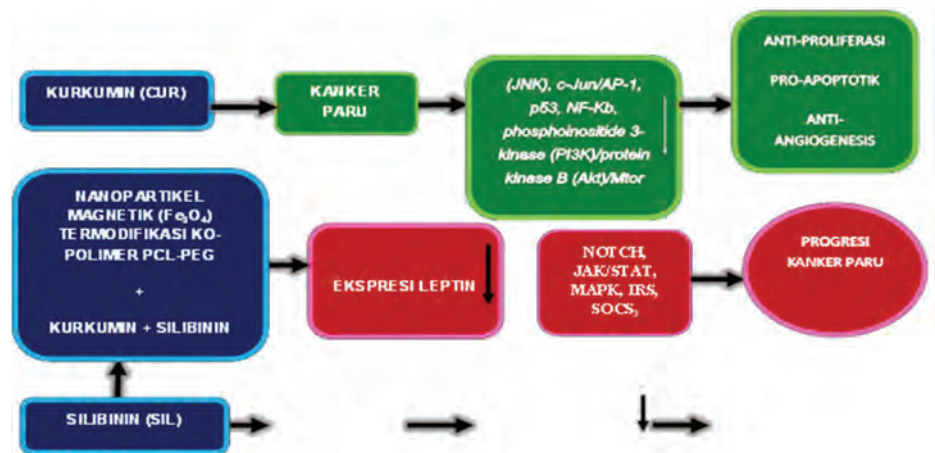 KURKUMIN (CUR)
KANKER
PARU
(JNK), c-Jun/AP-1,
p53, NF-Kb,
phosphoinositide 3-
kinase (PI3K)/protein
kinase B (Akt)/Mtor
ANTI-PROLIFERASI
PRO-APOPTOTIK
ANTI-
ANGIOGENESIS
NANOPARTIKEL
MAGNETIK (Fe₃O₄)
TERMODIFIKASI KO-
POLIMER PCL-PEG
+
KURKUMIN + SILIBININ
EKSPRESI LEPTIN
NOTCH,
JAK/STAT,
MAPK, IRS,
SOCS₃
PROGRESI
KANKER PARU
SILIBININ (SIL)